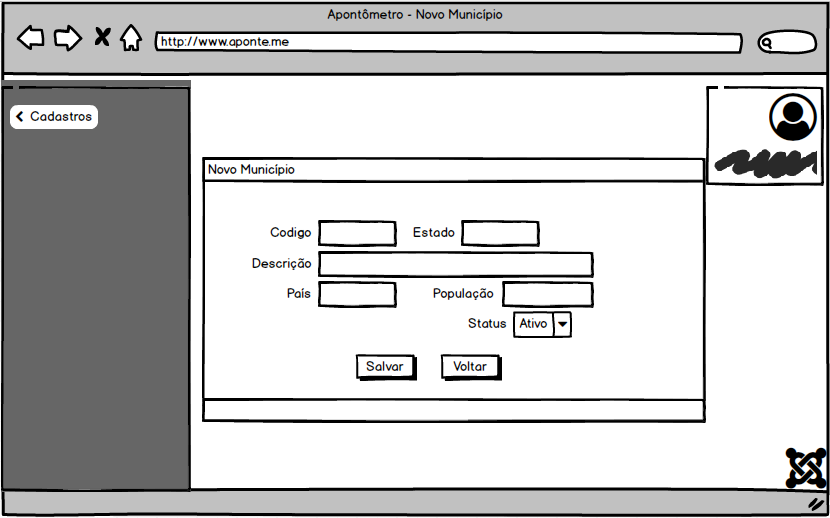 Apontômetro - Novo Município
http://www.aponte.me
Cadastros
Novo Município
Codigo Estado
Descrição
País População
Status Ativo
Salvar Voltar